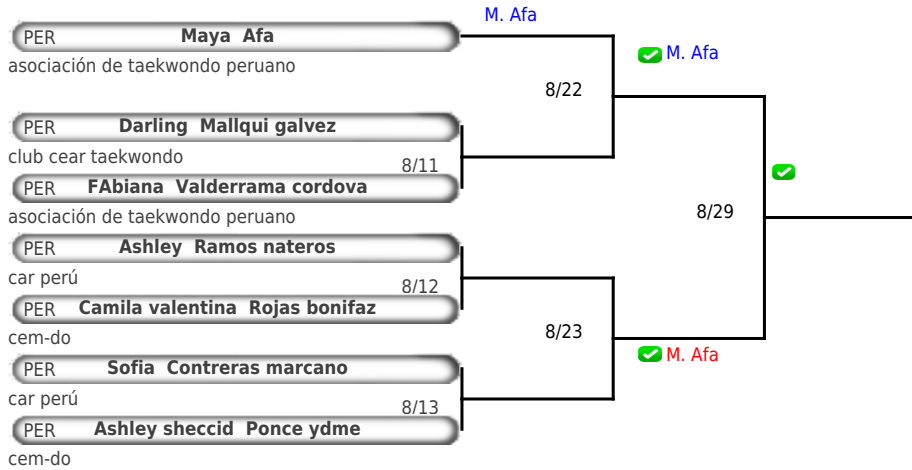 M. Afa
PER Maya Afa
asociación de taekwondo peruano
M. Afa
8/22
PER Darling Mallqui galvez
club cear taekwondo
8/11
PER FAbiana Valderrama cordova
asociación de taekwondo peruano
8/29
PER Ashley Ramos nateros
car perú
8/12
PER Camila valentina Rojas bonifaz
cem-do
8/23
M. Afa
PER Sofia Contreras marcano
car perú
8/13
PER Ashley sheccid Ponce ydme
cem-do